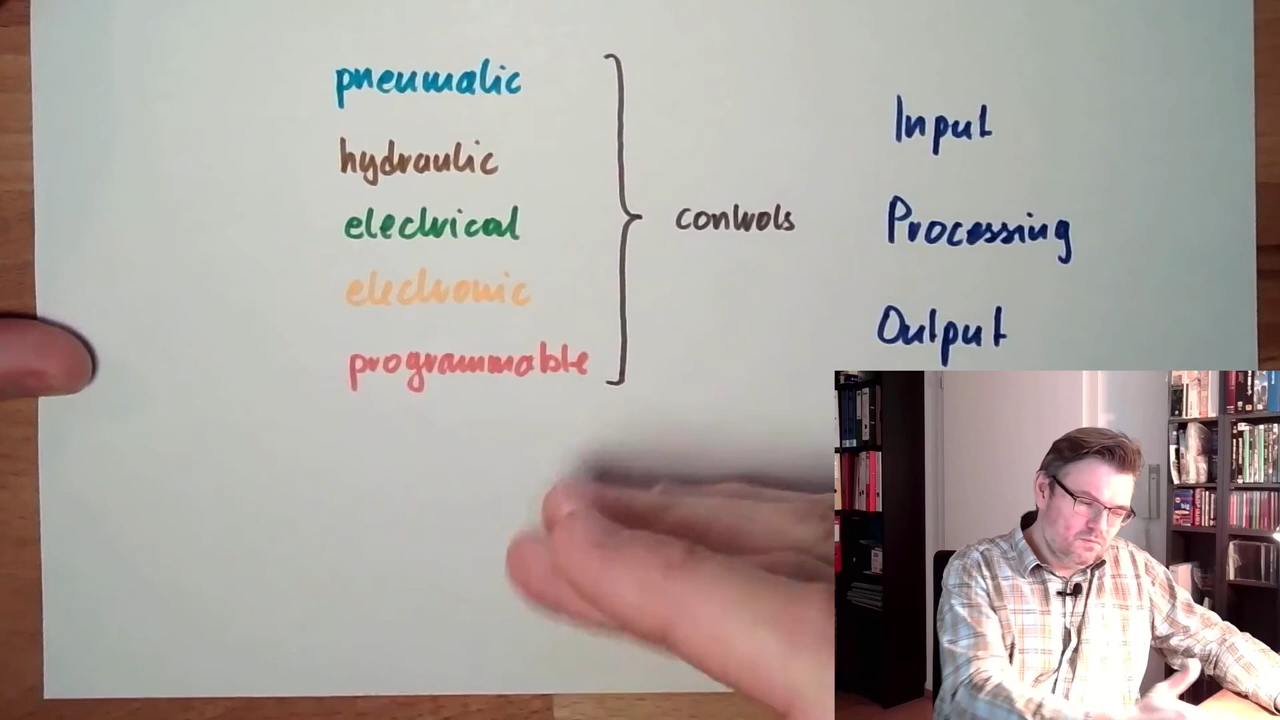 pneumatic
hydraulic
electrical
electronic
programmable
controls
Input
Processing
Output